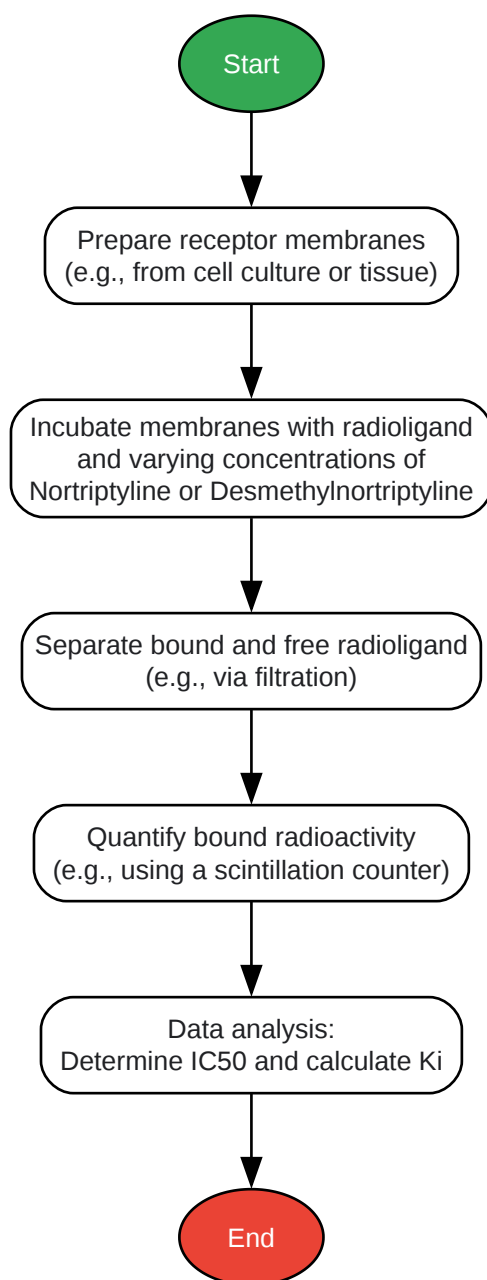 Start
Prepare receptor membranes
(e.g., from cell culture or tissue)
Incubate membranes with radioligand
and varying concentrations of
Nortriptyline or Desmethylnortriptyline
Separate bound and free radioligand
(e.g., via filtration)
Quantify bound radioactivity
(e.g., using a scintillation counter)
Data analysis:
Determine IC50 and calculate Ki
End